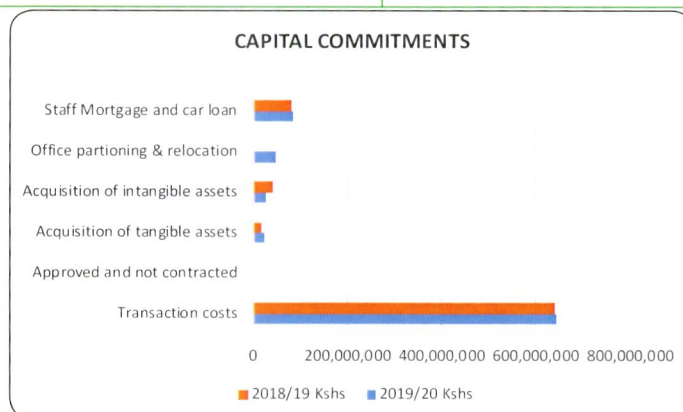 CAPITAL COMMITMENTS
Staff Mortgage and car loan
Office partioning & relocation
Acquisition of intangible assets
Acquisition of tangible assets
Approved and not contracted
Transaction costs
0 200,000,000 400,000,000 600,000,000 800,000,000
2018/19 Kshs 2019/20 Kshs